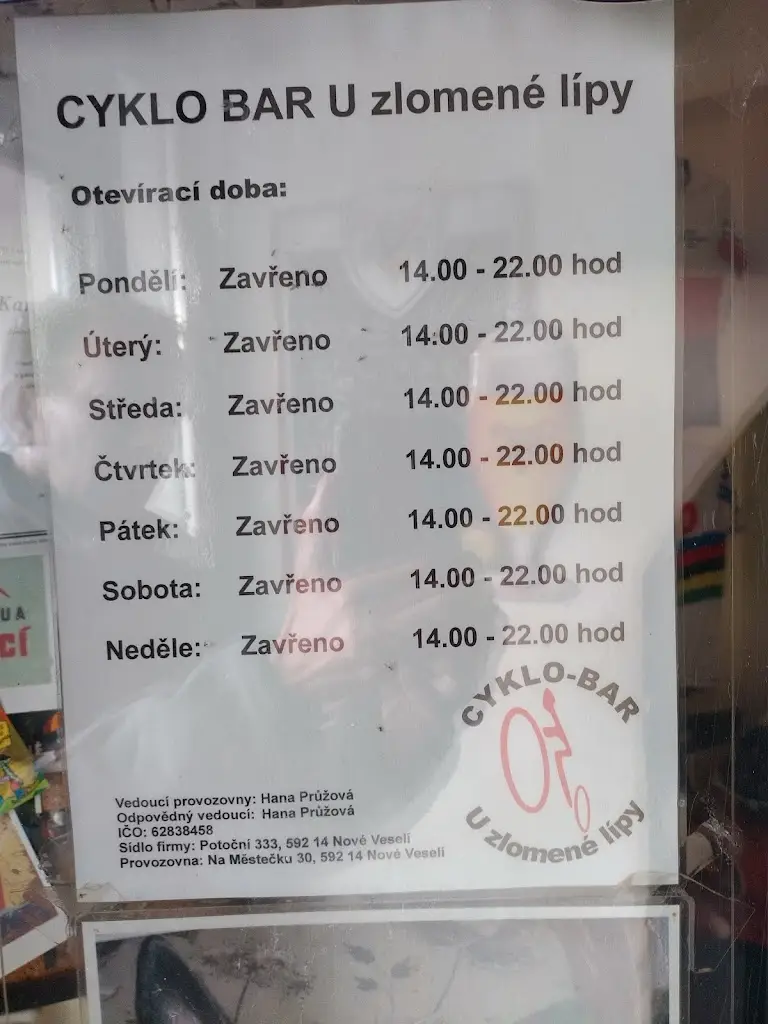 CYKLO BAR U zlomené lípy
Otevírací doba:
Pondělí: Zavřeno 14.00 - 22.00 hod
Úterý: Zavřeno 14:00 - 22.00 hod
Středa: Zavřeno 14.00 - 22.00 hod
Čtvrtek: Zavřeno 14.00 - 22.00 hod
Pátek: Zavřeno 14.00 - 22.00 hod
Sobota: Zavřeno 14.00 - 22.00 hod
Neděle: Zavřeno 14.00 - 22.00 hod
CYKLO-BAR
U zlomené lípy
Vedoucí provozovny: Hana Průžová
Odpovědný vedoucí: Hana Průžová
IČO: 62838458
Sídlo firmy: Potoční 333, 592 14 Nové Veselí
Provozovna: Na Městečku 30, 592 14 Nové Veselí